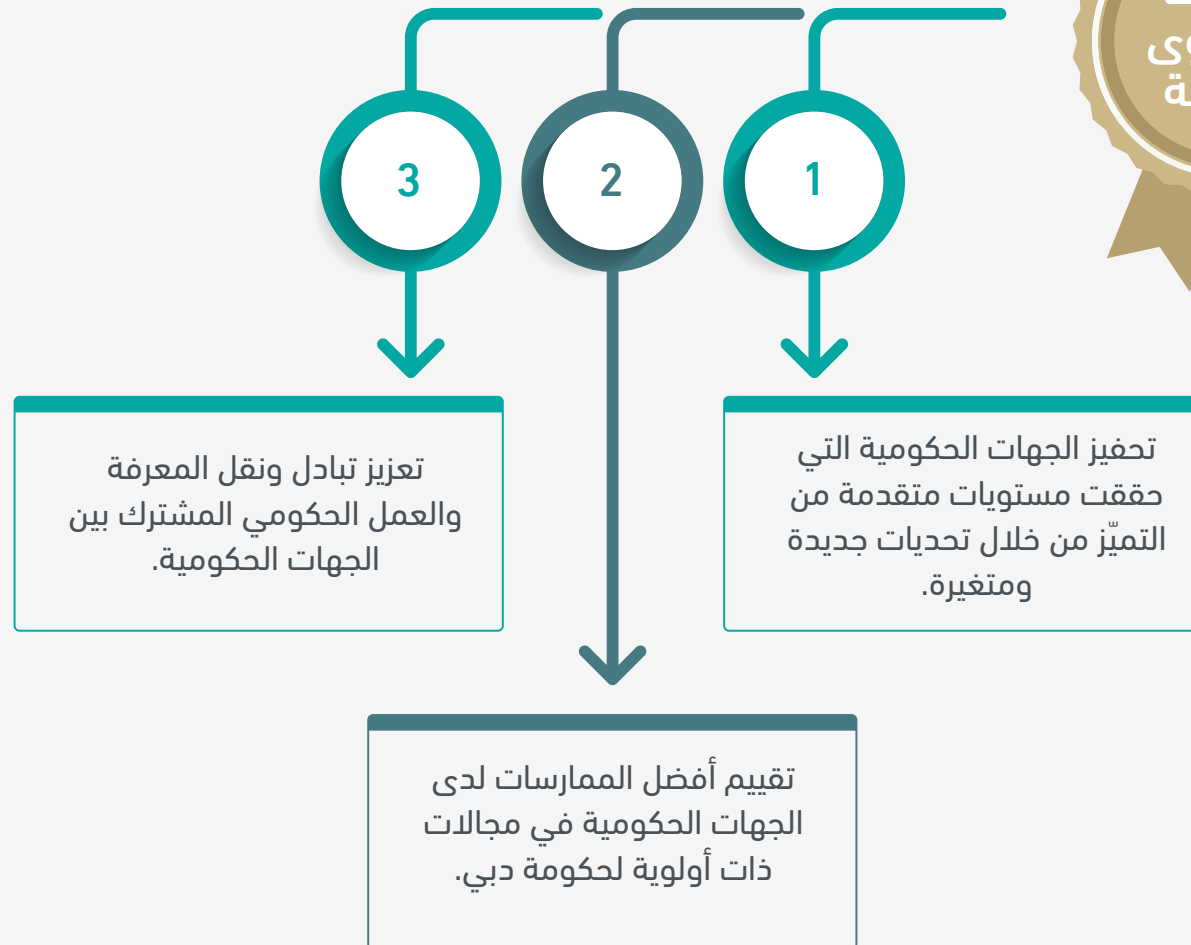 1
تحفيز الجهات الحكومية التي
حققت مستويات متقدمة من
التميّز من خلال تحديات جديدة
ومتغيرة.
2
تقييم أفضل الممارسات لدى
الجهات الحكومية في مجالات
ذات أولوية لحكومة دبي.
3
تعزيز تبادل ونقل المعرفة
والعمل الحكومي المشترك بين
الجهات الحكومية.